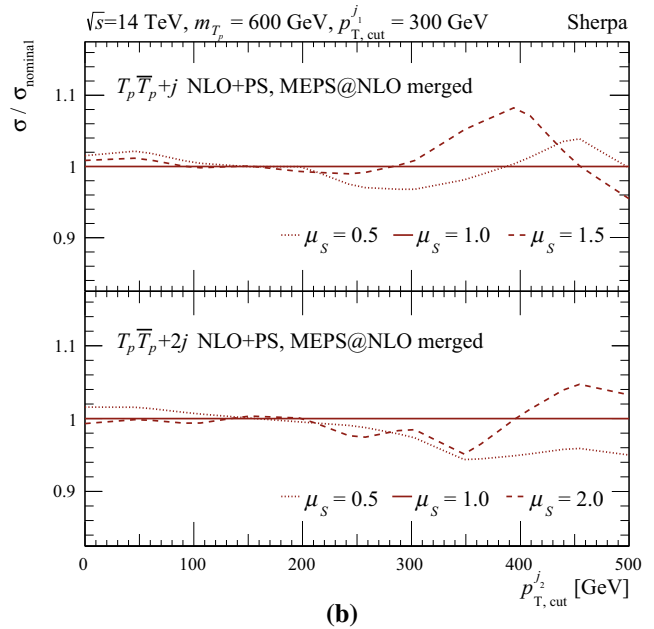 √s=14 TeV, m_{T_p} = 600 GeV, p_{T, cut}^{j_1} = 300 GeV Sherpa
σ / σ_nominal
T_p T̅_p+j NLO+PS, MEPS@NLO merged
1.1
1
0.9
μ_S = 0.5 μ_S = 1.0 μ_S = 1.5
T_p T̅_p+2j NLO+PS, MEPS@NLO merged
1.1
1
0.9
μ_S = 0.5 μ_S = 1.0 μ_S = 2.0
0 100 200 300 400 500
p_{T, cut}^{j_2} [GeV]
(b)